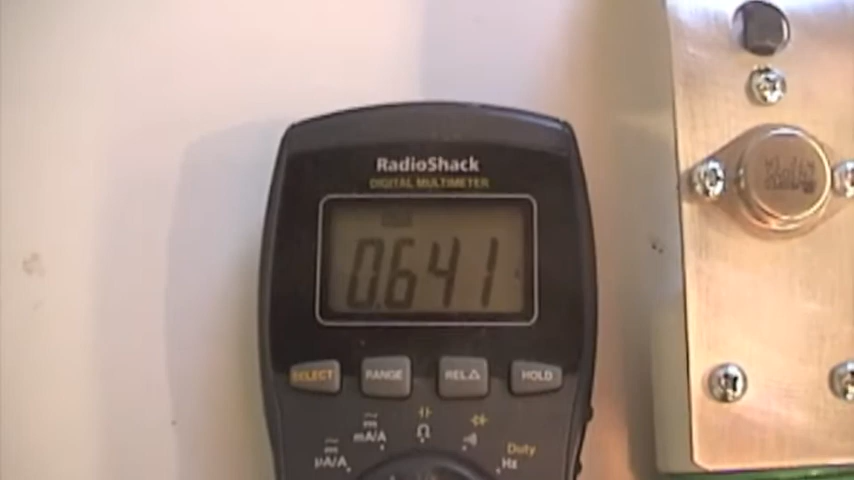 RadioShack
DIGITAL MULTIMETER
0.641
SELECT
RANGE
REL△
HOLD
mA/A
µA/A
Ω
Duty
Hz